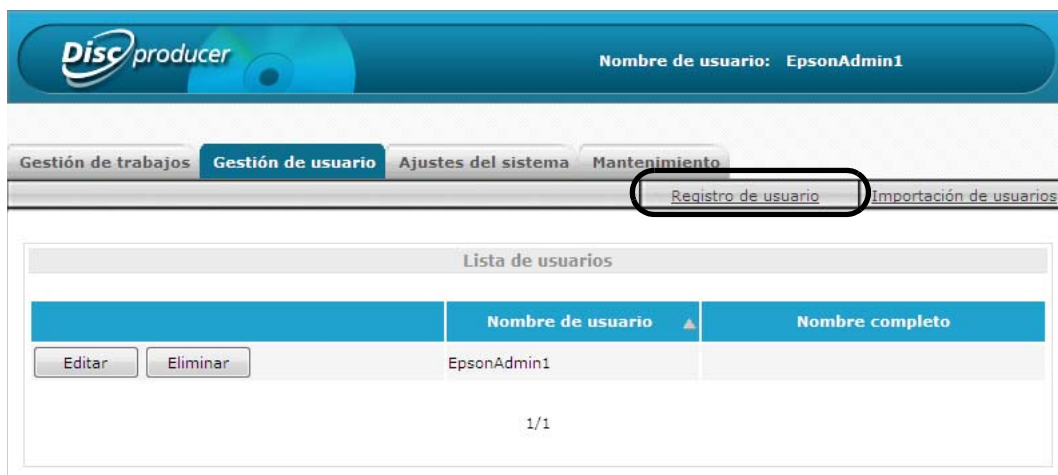 Disc producer
Nombre de usuario: EpsonAdmin1
Gestión de trabajos Gestión de usuario Ajustes del sistema Mantenimiento
Registro de usuario Importación de usuarios
Lista de usuarios
Nombre de usuario Nombre completo
Editar Eliminar EpsonAdmin1
1/1